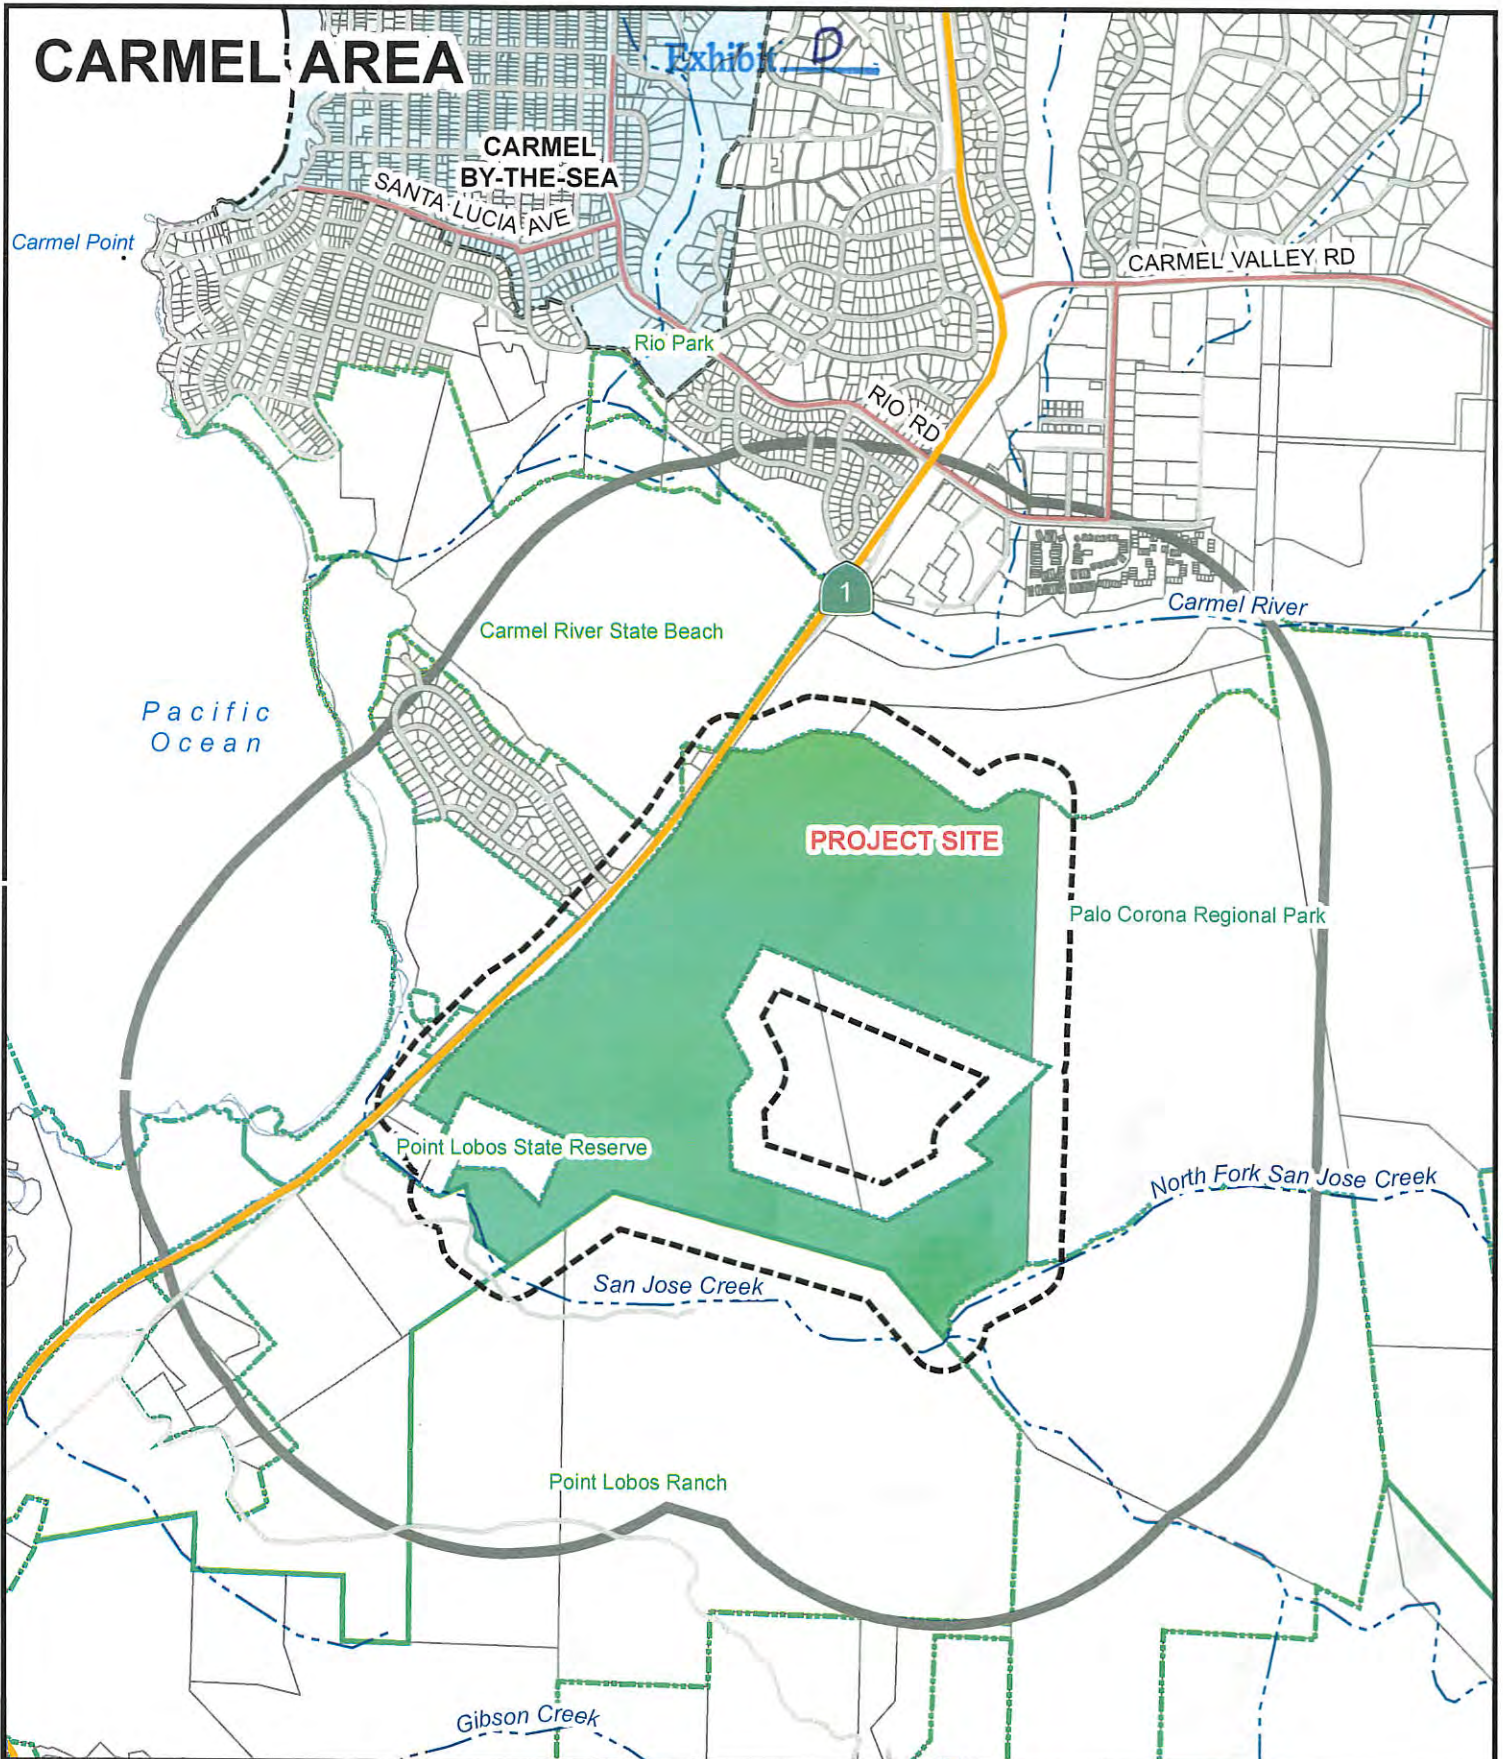 CARMEL AREA
Exhibit D
CARMEL
BY-THE-SEA
SANTA LUCIA AVE
Carmel Point
CARMEL VALLEY RD
Rio Park
RIO RD
1
Carmel River
Carmel River State Beach
Pacific
Ocean
PROJECT SITE
Palo Corona Regional Park
Point Lobos State Reserve
North Fork San Jose Creek
San Jose Creek
Point Lobos Ranch
Gibson Creek